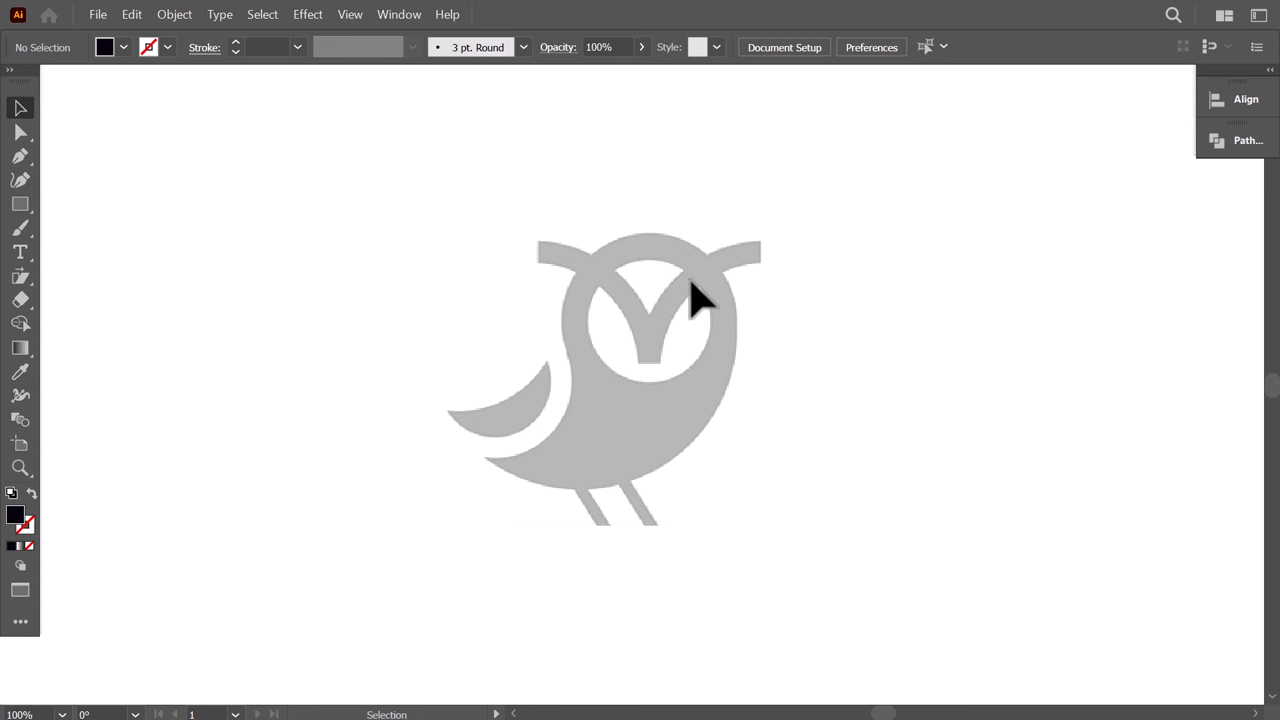 Ai File Edit Object Type Select Effect View Window Help
No Selection Stroke: 3 pt. Round Opacity: 100% Style: Document Setup Preferences
Align
Path...
100% 0° 1 Selection